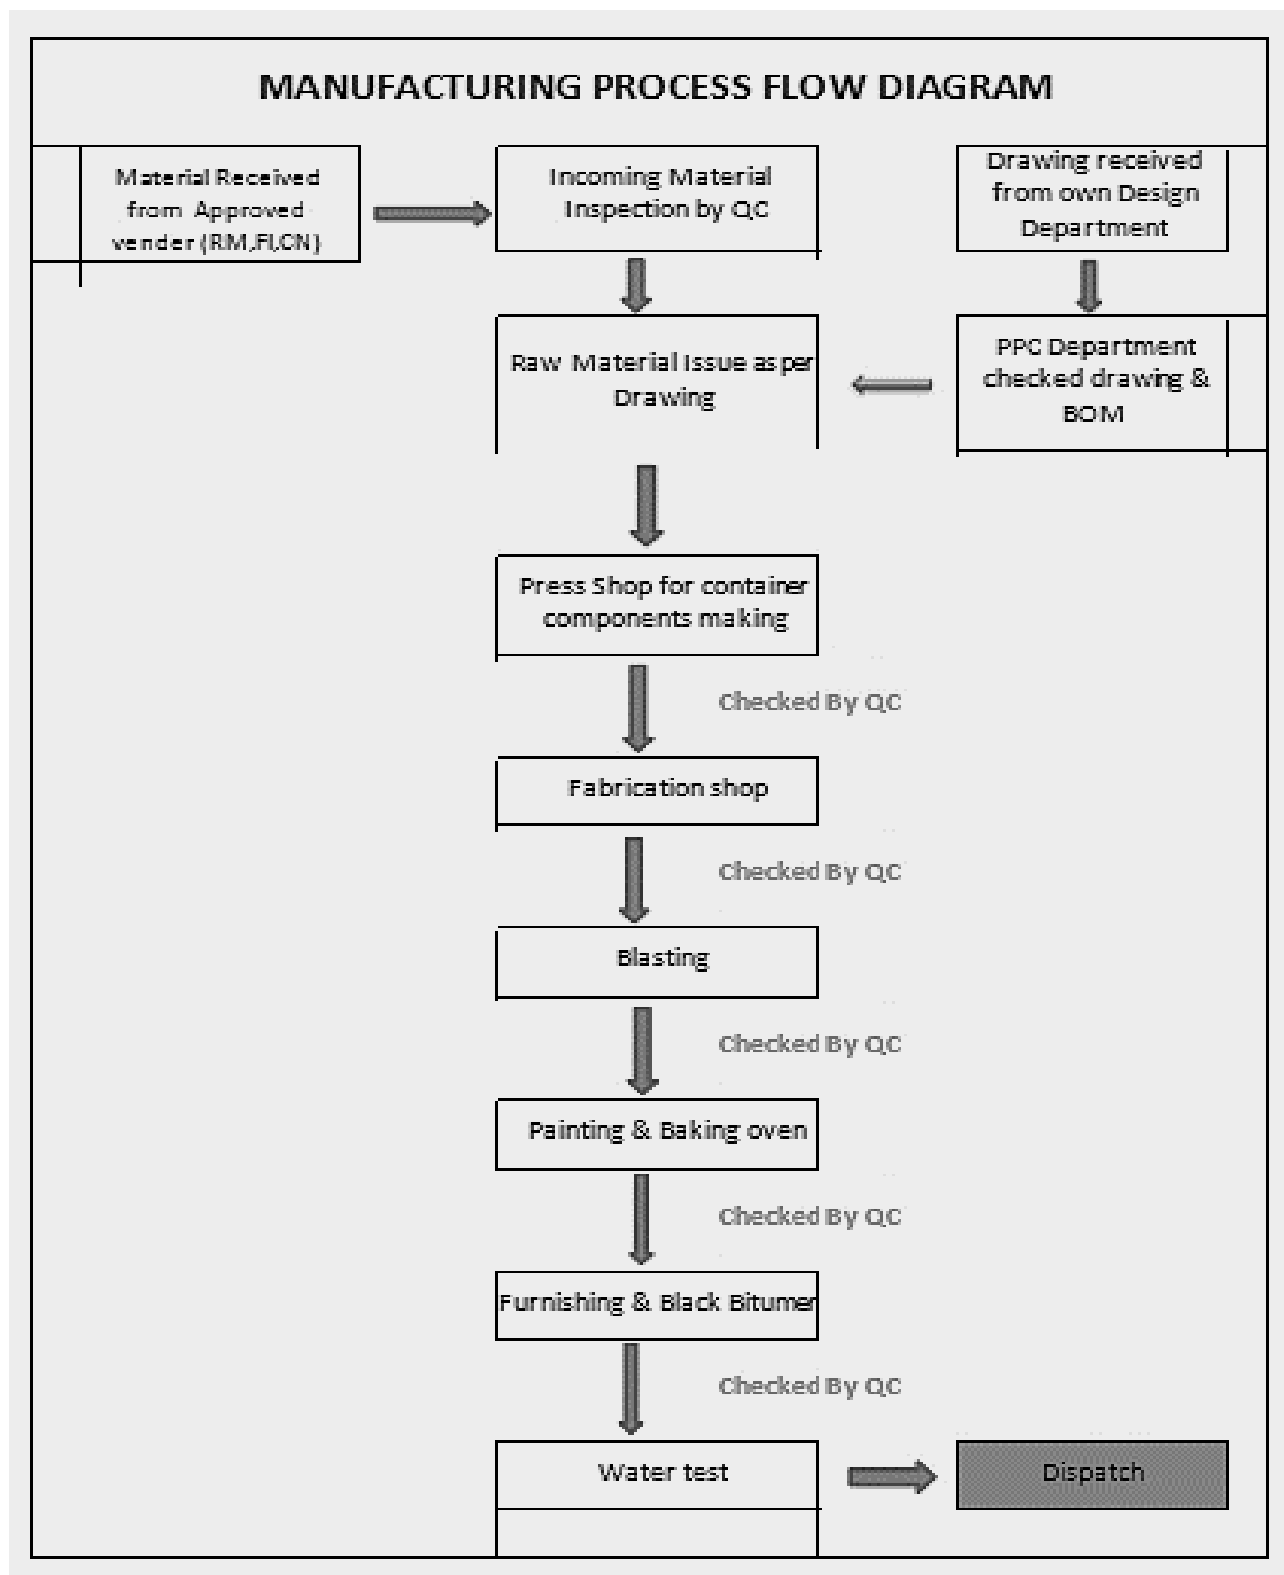 MANUFACTURING PROCESS FLOW DIAGRAM
Material Received
from Approved
vender (RM,FI,CN)
Incoming Material
Inspection by QC
Drawing received
from own Design
Department
Raw Material Issue as per
Drawing
PPC Department
checked drawing &
BOM
Press Shop for container
components making
Checked By QC
Fabrication shop
Checked By QC
Blasting
Checked By QC
Painting & Baking oven
Checked By QC
Furnishing & Black Bitumen
Checked By QC
Water test
Dispatch